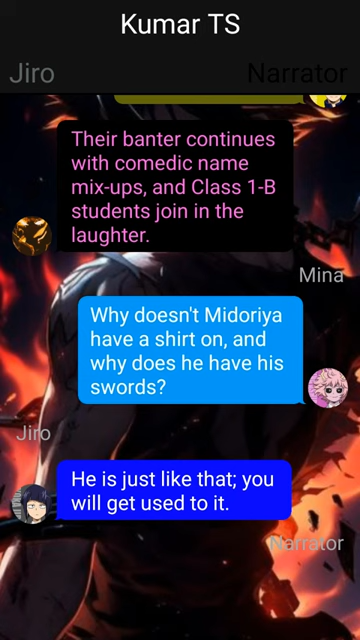 Kumar TS
Jiro
Narrator
Their banter continues
with comedic name
mix-ups, and Class 1-B
students join in the
laughter.
Mina
Why doesn't Midoriya
have a shirt on, and
why does he have his
swords?
Jiro
He is just like that; you
will get used to it.
Narrator